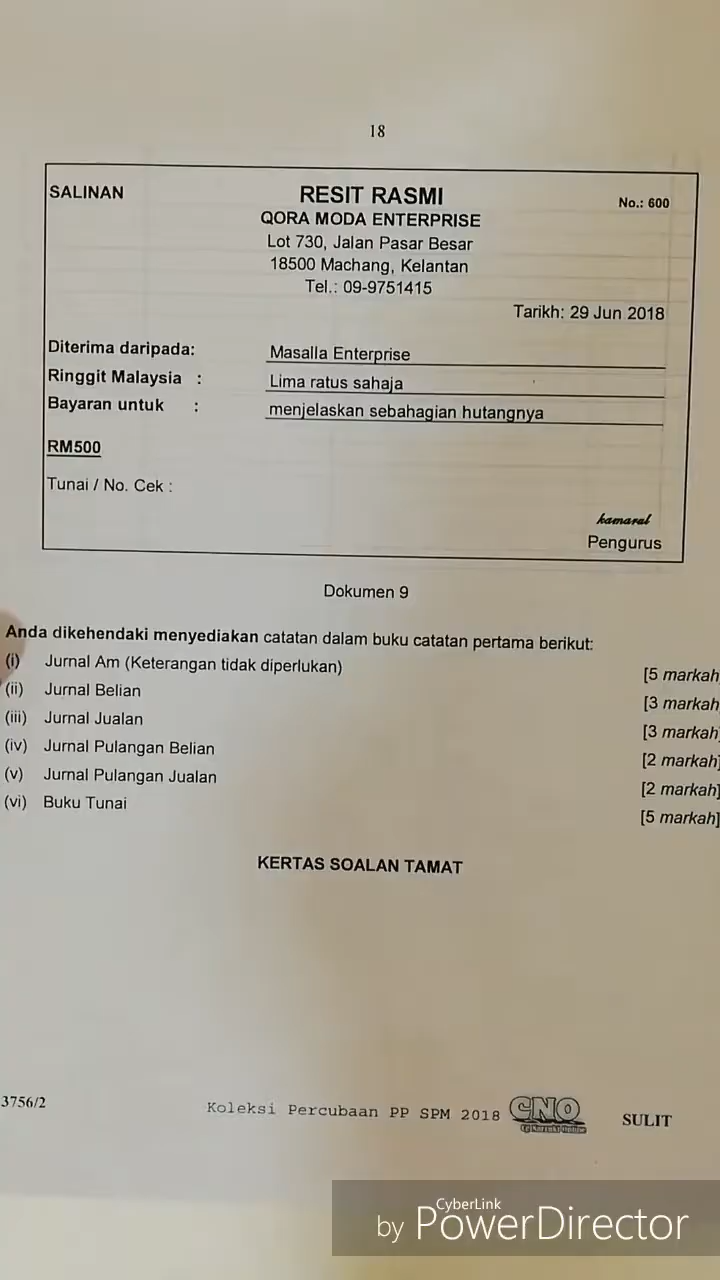 18
SALINAN
RESIT RASMI
No.: 600
QORA MODA ENTERPRISE
Lot 730, Jalan Pasar Besar
18500 Machang, Kelantan
Tel.: 09-9751415
Tarikh: 29 Jun 2018
Diterima daripada: Masalla Enterprise
Ringgit Malaysia : Lima ratus sahaja
Bayaran untuk : menjelaskan sebahagian hutangnya
RM500
Tunai / No. Cek :
kamaral
Pengurus
Dokumen 9
Anda dikehendaki menyediakan catatan dalam buku catatan pertama berikut:
(i) Jurnal Am (Keterangan tidak diperlukan) [5 markah]
(ii) Jurnal Belian [3 markah
(iii) Jurnal Jualan [3 markah]
(iv) Jurnal Pulangan Belian [2 markah]
(v) Jurnal Pulangan Jualan [2 markah]
(vi) Buku Tunai [5 markah]
KERTAS SOALAN TAMAT
3756/2 Koleksi Percubaan PP SPM 2018 CNO SULIT
CyberLink
by PowerDirector